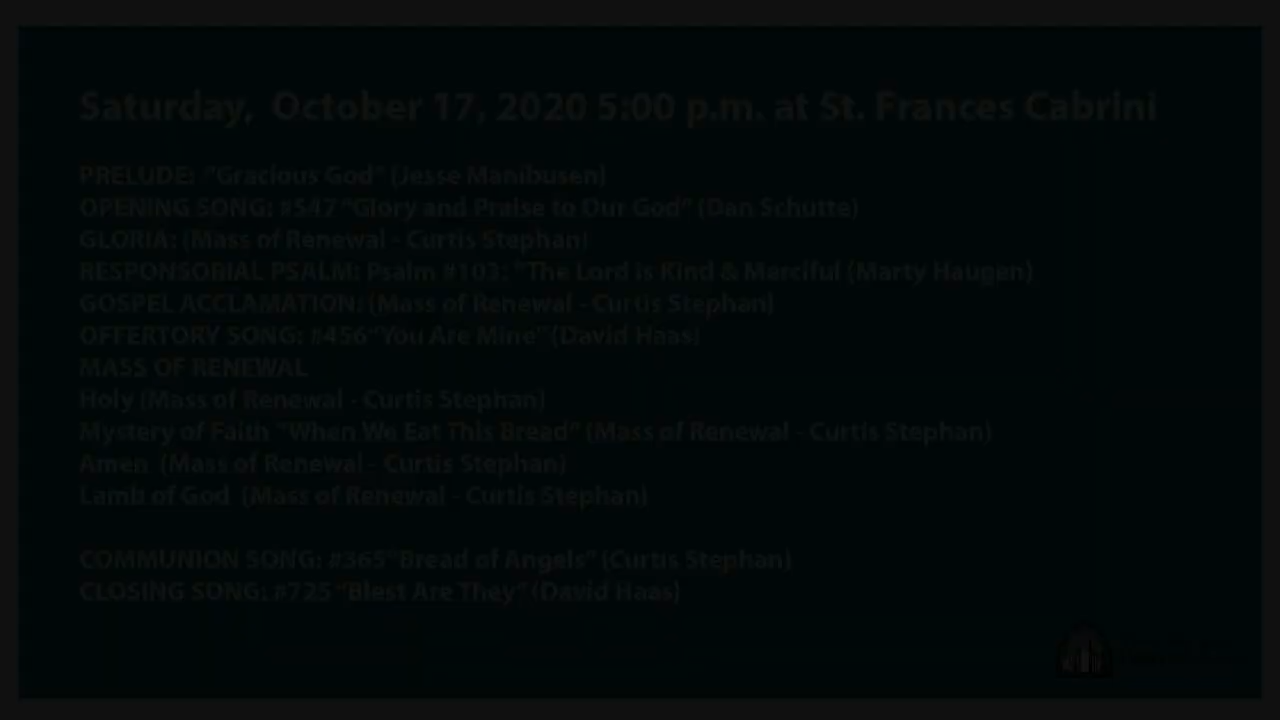 Saturday, October 17, 2020 5:00 p.m. at St. Frances Cabrini
PRELUDE: "Gracious God" (Jesse Manibusen)
OPENING SONG: #547 "Glory and Praise to Our God" (Dan Schutte)
GLORIA: (Mass of Renewal - Curtis Stephan)
RESPONSORIAL PSALM: Psalm #103: "The Lord is Kind & Merciful (Marty Haugen)
GOSPEL ACCLAMATION: (Mass of Renewal - Curtis Stephan)
OFFERTORY SONG: #456 "You Are Mine" (David Haas)
MASS OF RENEWAL
Holy (Mass of Renewal - Curtis Stephan)
Mystery of Faith "When We Eat This Bread" (Mass of Renewal - Curtis Stephan)
Amen (Mass of Renewal - Curtis Stephan)
Lamb of God (Mass of Renewal - Curtis Stephan)
COMMUNION SONG: #365 "Bread of Angels" (Curtis Stephan)
CLOSING SONG: #725 "Blest Are They" (David Haas)